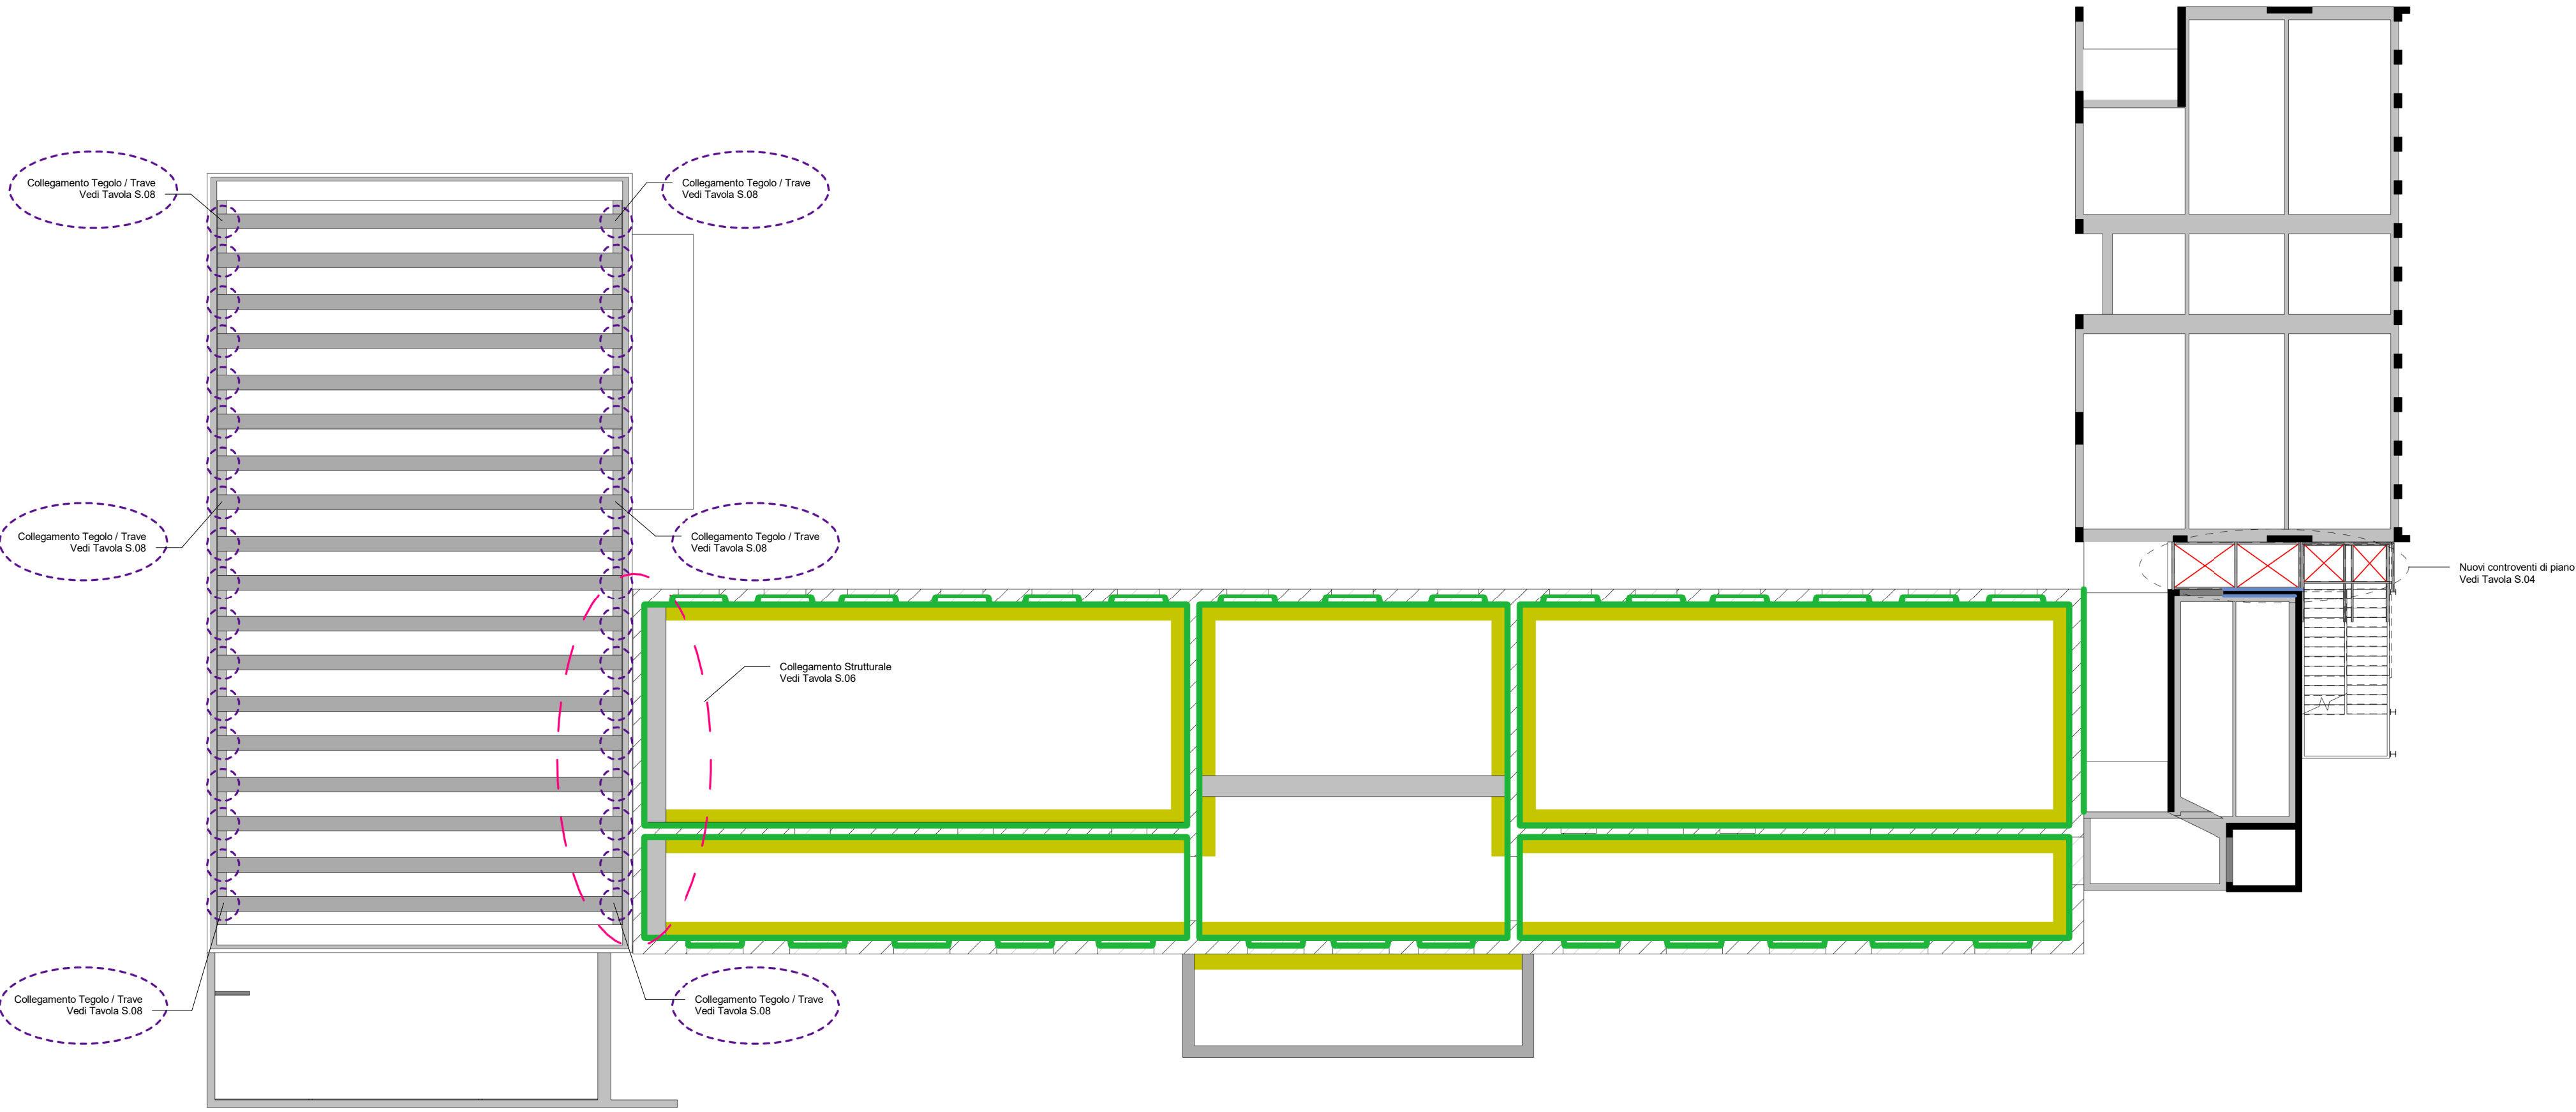 Collegamento Tegolo / Trave
Vedi Tavola S.08
Collegamento Tegolo / Trave
Vedi Tavola S.08
Collegamento Tegolo / Trave
Vedi Tavola S.08
Collegamento Tegolo / Trave
Vedi Tavola S.08
Nuovi controventi di piano
Vedi Tavola S.04
Collegamento Strutturale
Vedi Tavola S.06
Collegamento Tegolo / Trave
Vedi Tavola S.08
Collegamento Tegolo / Trave
Vedi Tavola S.08